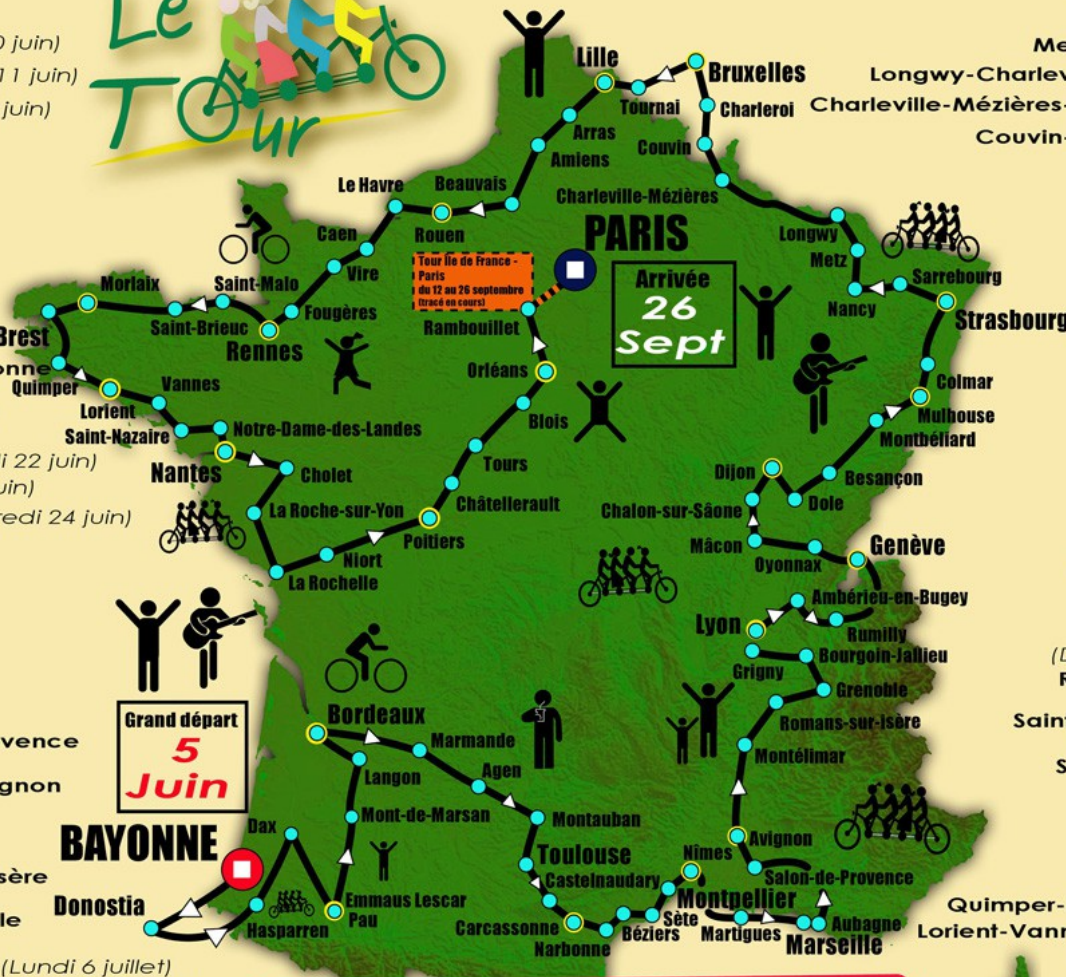 Le
Tour
0 juin)
11 juin)
juin)
Longwy-Charlev
Charleville-Mézières-
Couvin-
Lille
Bruxelles
Tournai
Charleroi
Arras
Couvin
Amiens
Le Havre
Beauvais
Charleville-Mézières
Rouen
PARIS
Caen
Longwy
Tour Ile de France -
Paris
du 12 au 26 septembre
(tracé en cours)
Metz
Vire
Arrivée
26
Sept
Sarrebourg
Morlaix
Saint-Malo
Nancy
Fougères
Saint-Brieuc
Rambouillet
Strasbourg
Brest
Rennes
onne
Quimper
Orléans
Vannes
Colmar
Lorient
Blois
Mulhouse
Saint-Nazaire
Notre-Dame-des-Landes
Montbéliard
i 22 juin)
Nantes
Cholet
Tours
Dijon
Besançon
uin)
Châtellerault
Dole
La Roche-sur-Yon
Chalon-sur-Sâone
redi 24 juin)
Poitiers
Mâcon
Genève
Niort
Oyonnax
La Rochelle
Ambérieu-en-Bugey
Lyon
Rumilly
Grigny
Bourgoin-Jallieu
Grenoble
Romans-sur-isère
Grand départ
5
Juin
Bordeaux
Marmande
Montélimar
Langon
Agen
vence
gnon
Saint
Mont-de-Marsan
Montauban
Dax
BAYONNE
Avignon
Nîmes
Toulouse
Castelnaudary
Salon-de-Provence
sère
Donostia
le
Emmaus Lescar
Pau
Hasparren
Montpellier
Carcassonne
Narbonne
Béziers
Sète
Martigues
Aubagne
Marseille
Quimper-
Lorient-Vann
(Lundi 6 juillet)